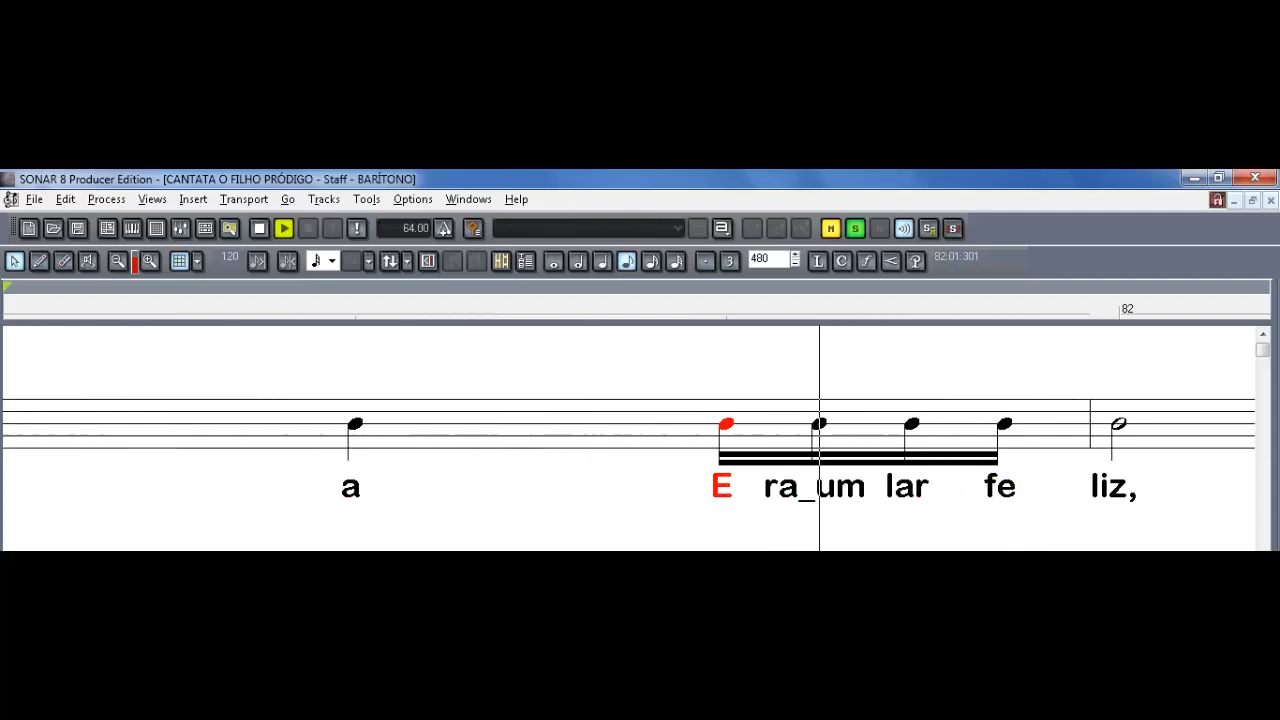 SONAR 8 Producer Edition - [CANTATA O FILHO PRÓDIGO - Staff - BARÍTONO]
File Edit Process Views Insert Transport Go Tracks Tools Options Windows Help
64.00
120 3 480 L C f < 82.01.301
82
a E ra_um lar fe liz,